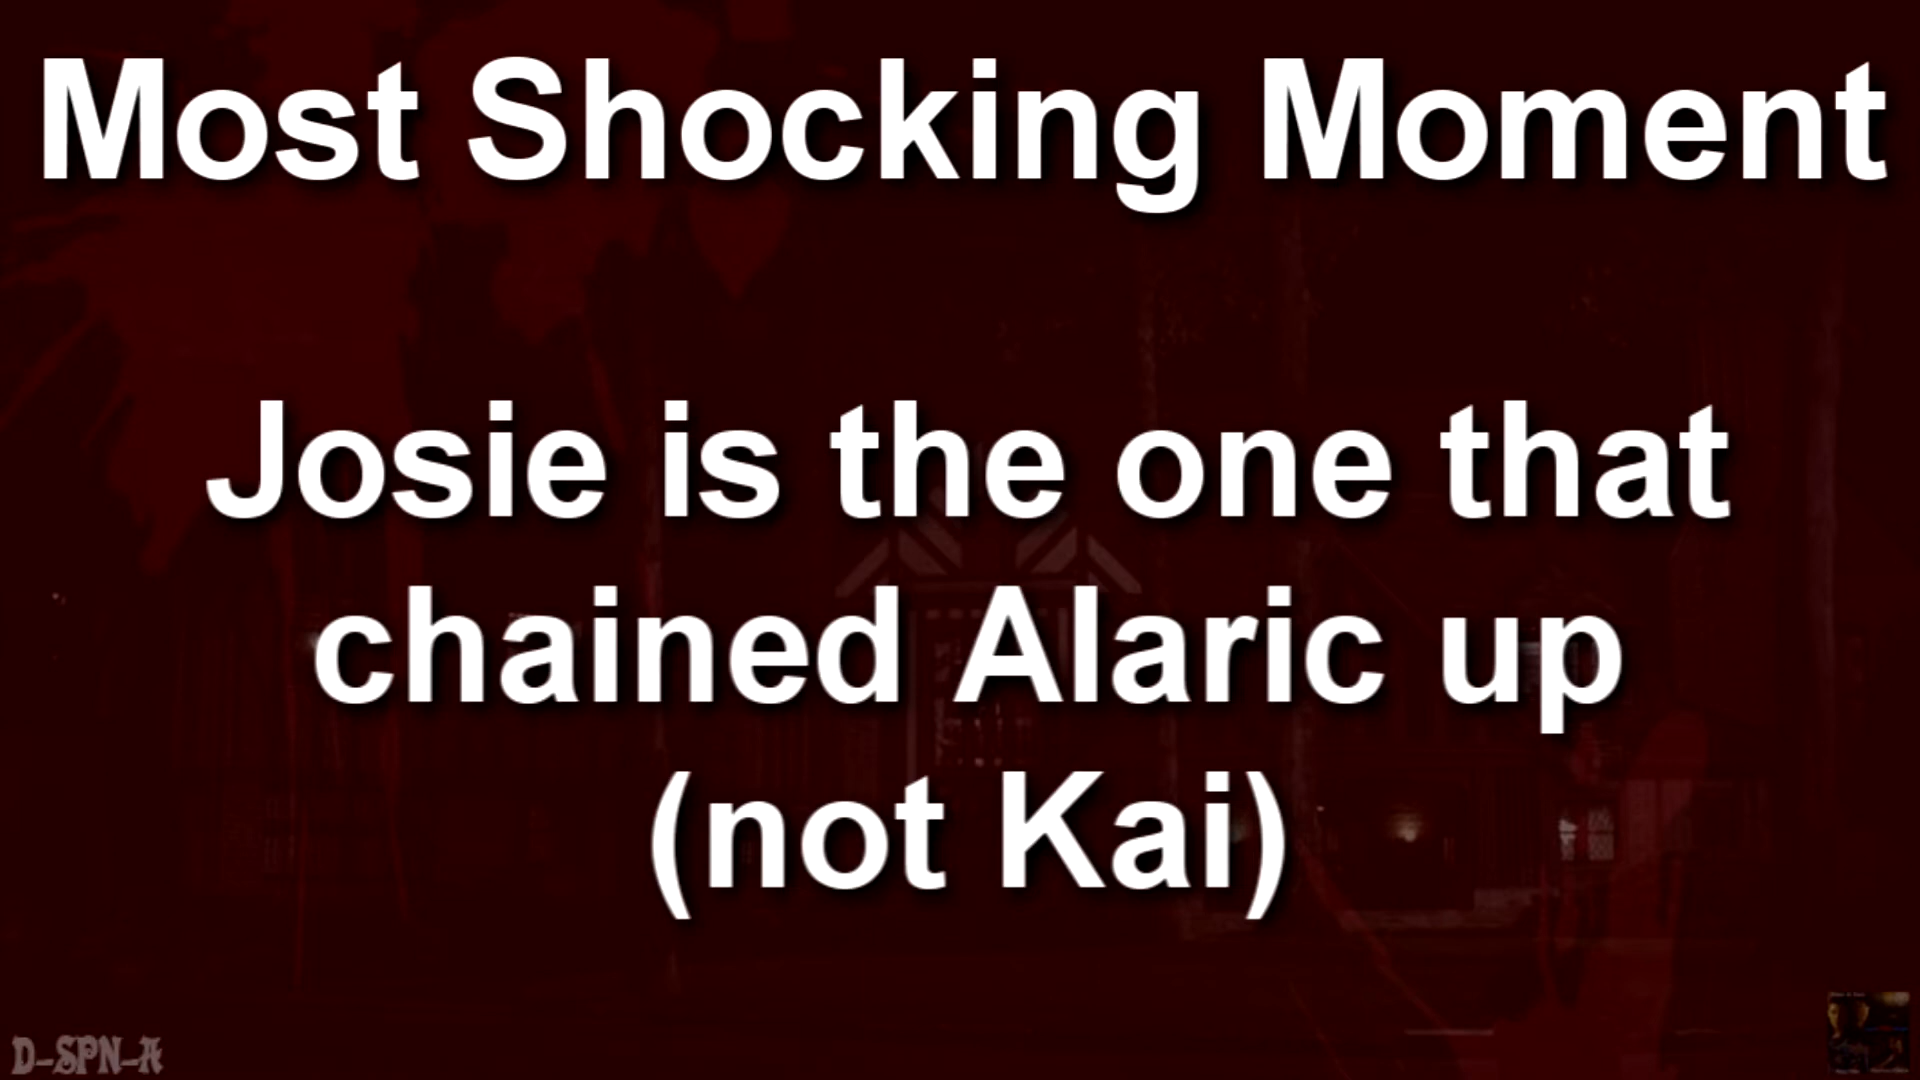 Most Shocking Moment
Josie is the one that
chained Alaric up
(not Kai)
D-SPN-A